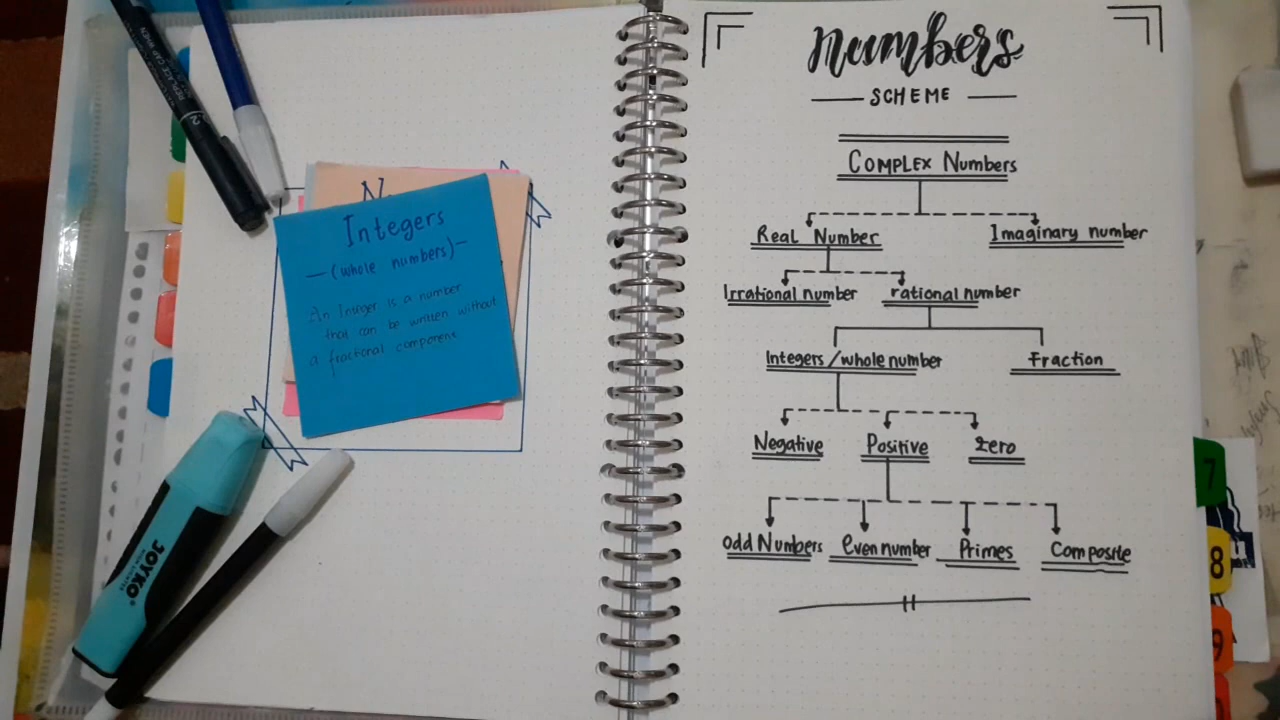 N
Integers
—(whole numbers)—
An Integer is a number
that can be written without
a fractional component
JOYKO
numbers
SCHEME
COMPLEX Numbers
Real Number
Imaginary number
Irrational number
rational number
Integers/whole number
Fraction
Negative
Positive
zero
odd Numbers
Even number
Primes
Composite
7
8
9